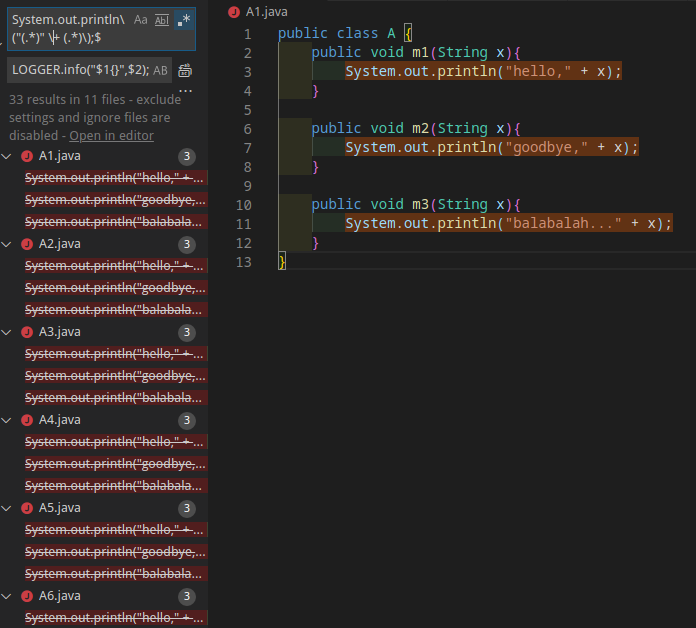 System.out.println\
("(.*)" \+ (.*)\);$
Aa
Ab
.*
LOGGER.info("$1{}",$2);
AB
...
33 results in 11 files - exclude
settings and ignore files are
disabled - Open in editor
A1.java 3
System.out.println("hello," + ...
System.out.println("goodbye,...
System.out.println("balabala...
A2.java 3
System.out.println("hello," + ...
System.out.println("goodbye,...
System.out.println("balabala...
A3.java 3
System.out.println("hello," + ...
System.out.println("goodbye,...
System.out.println("balabala...
A4.java 3
System.out.println("hello," + ...
System.out.println("goodbye,...
System.out.println("balabala...
A5.java 3
System.out.println("hello," + ...
System.out.println("goodbye,...
System.out.println("balabala...
A6.java 3
System.out.println("hello," + ...
J A1.java
1 public class A {
2     public void m1(String x){
3         System.out.println("hello," + x);
4     }
5
6     public void m2(String x){
7         System.out.println("goodbye," + x);
8     }
9
10     public void m3(String x){
11         System.out.println("balabalah..." + x);
12     }
13 }